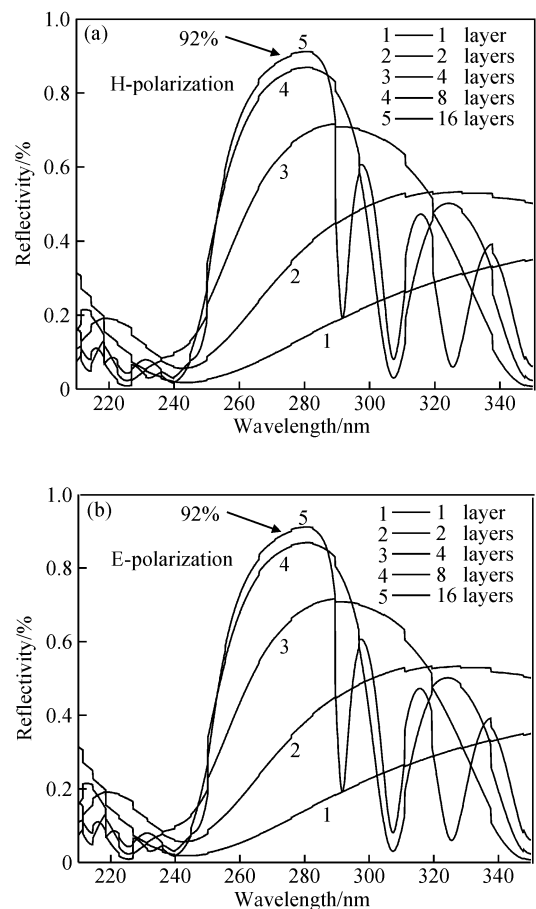 (a)
92%
H-polarization
1 — 1 layer
2 — 2 layers
3 — 4 layers
4 — 8 layers
5 — 16 layers
5
4
3
2
1
Reflectivity/%
1.0
0.8
0.6
0.4
0.2
0
220 240 260 280 300 320 340
Wavelength/nm
(b)
92%
E-polarization
1 — 1 layer
2 — 2 layers
3 — 4 layers
4 — 8 layers
5 — 16 layers
5
4
3
2
1
Reflectivity/%
1.0
0.8
0.6
0.4
0.2
0
220 240 260 280 300 320 340
Wavelength/nm